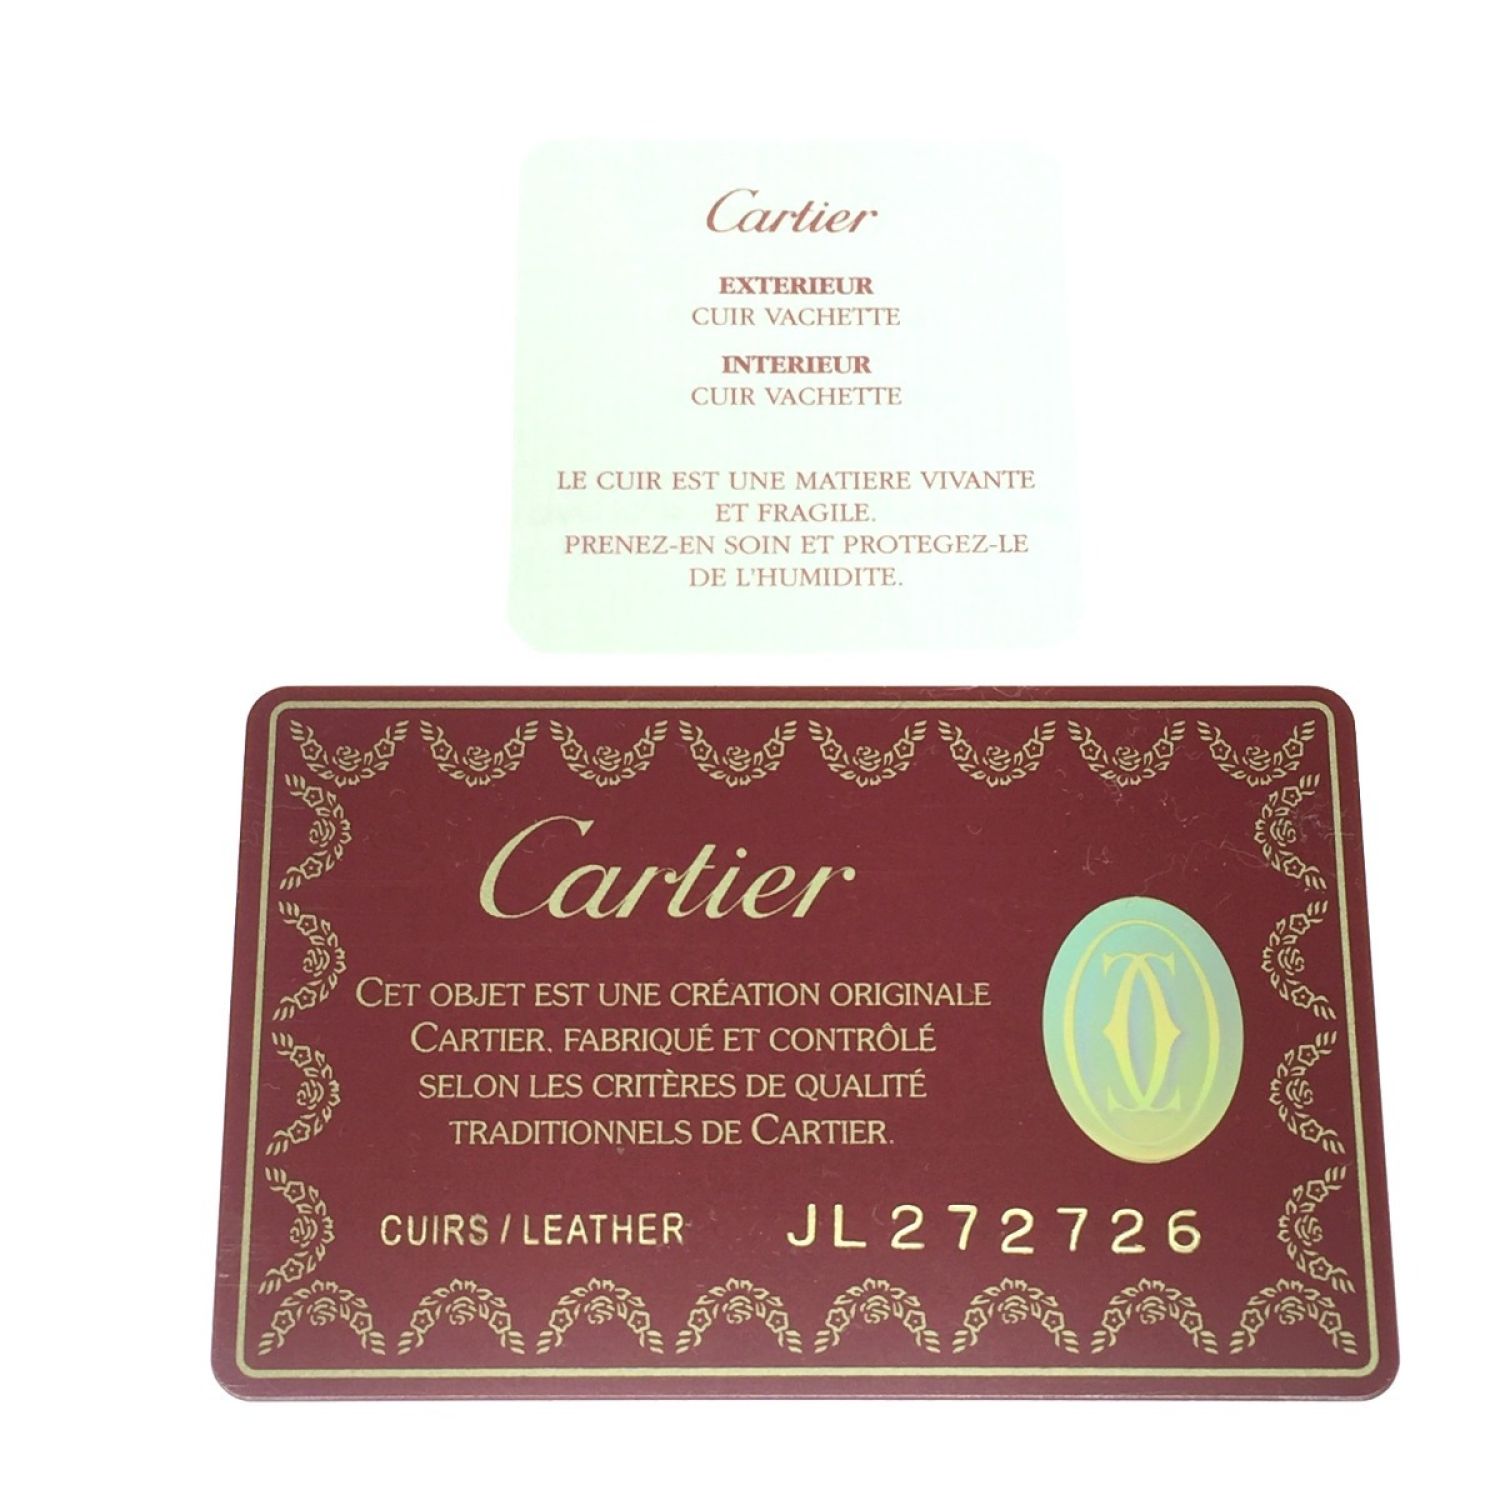 Cartier
EXTERIEUR
CUIR VACHETTE
INTERIEUR
CUIR VACHETTE
LE CUIR EST UNE MATIERE VIVANTE
ET FRAGILE.
PRENEZ-EN SOIN ET PROTEGEZ-LE
DE L'HUMIDITE.
Cartier
CET OBJET EST UNE CRÉATION ORIGINALE
CARTIER, FABRIQUÉ ET CONTRÔLÉ
SELON LES CRITÈRES DE QUALITÉ
TRADITIONNELS DE CARTIER.
CUIRS / LEATHER JL272726